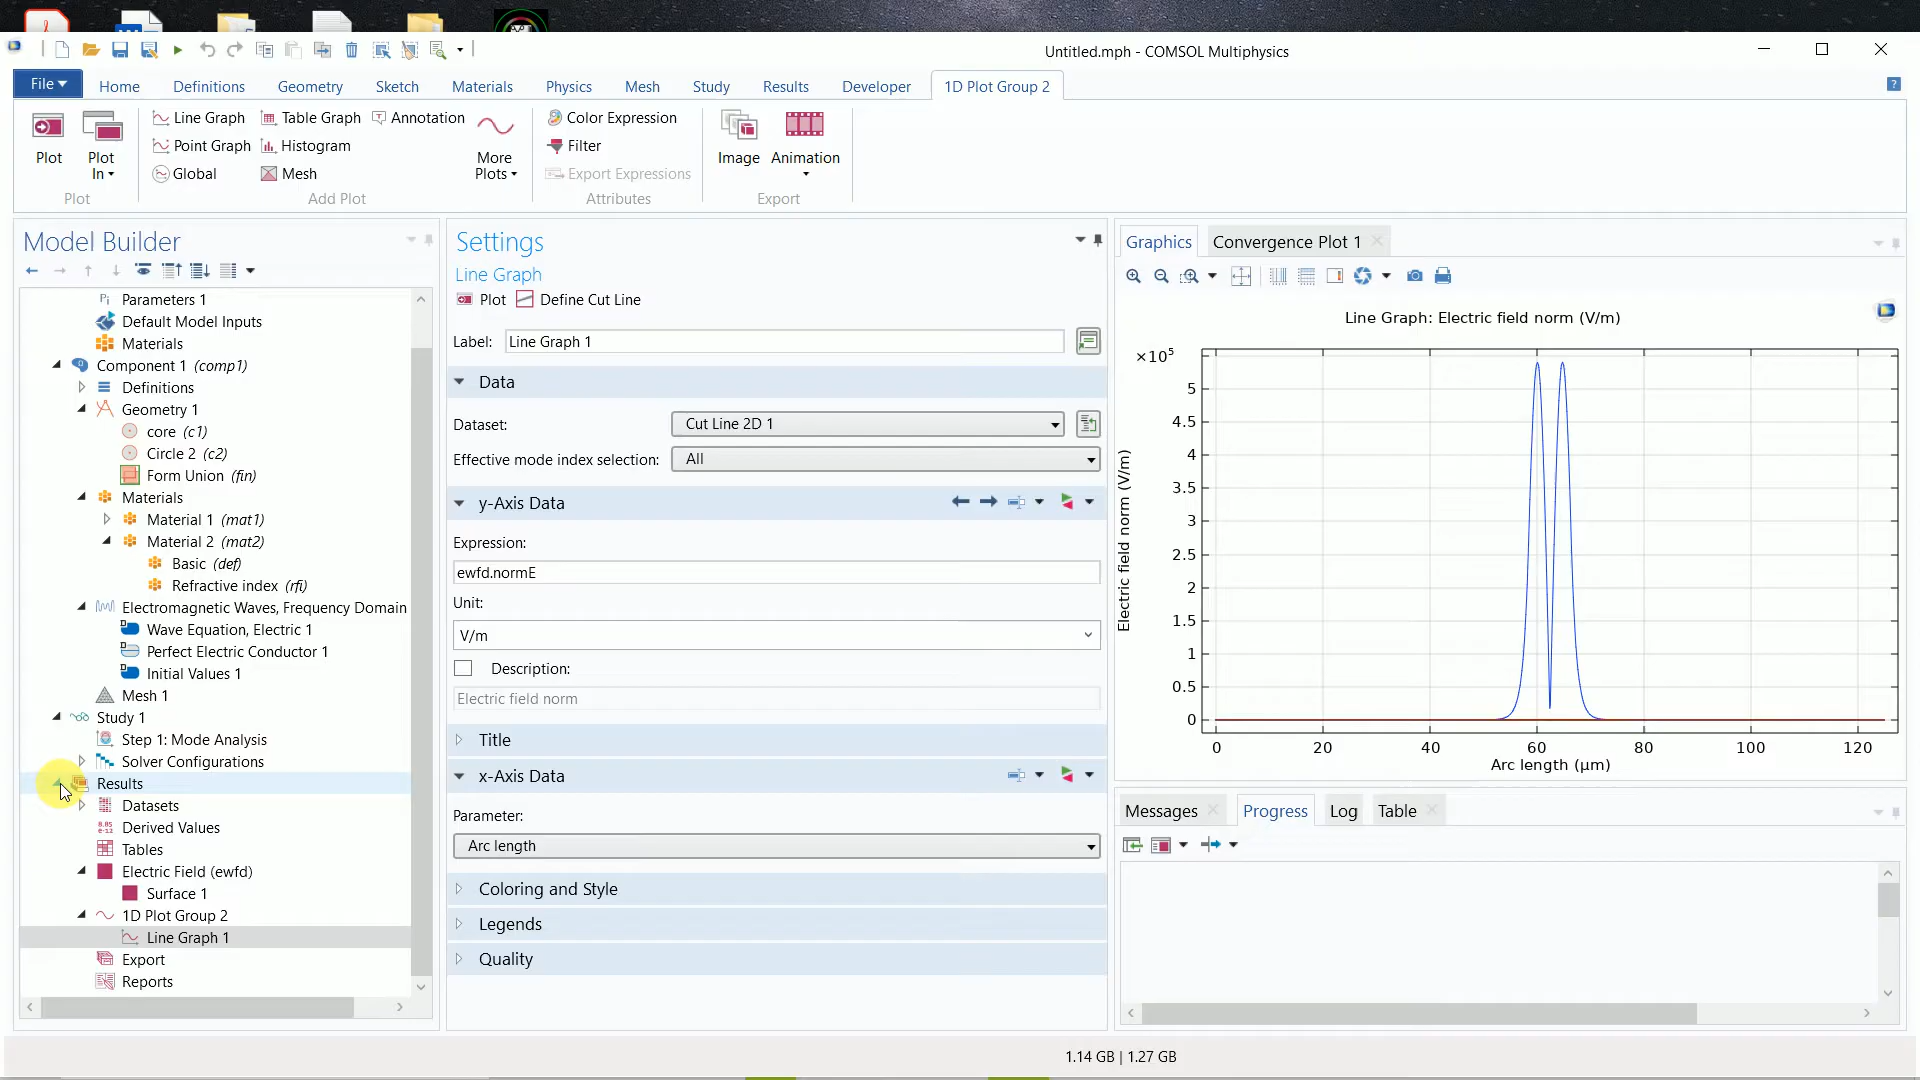 Untitled.mph - COMSOL Multiphysics
File Home Definitions Geometry Sketch Materials Physics Mesh Study Results Developer 1D Plot Group 2
Plot
Plot In
Line Graph
Point Graph
Global
Table Graph
Histogram
Mesh
Annotation
More Plots
Color Expression
Filter
Export Expressions
Image
Animation
Plot Add Plot Attributes Export
Model Builder
Pi Parameters 1
Default Model Inputs
Materials
Component 1 (comp1)
Definitions
Geometry 1
core (c1)
Circle 2 (c2)
Form Union (fin)
Materials
Material 1 (mat1)
Material 2 (mat2)
Basic (def)
Refractive index (rfi)
Electromagnetic Waves, Frequency Domain
Wave Equation, Electric 1
Perfect Electric Conductor 1
Initial Values 1
Mesh 1
Study 1
Step 1: Mode Analysis
Solver Configurations
Results
Datasets
8.85 e-12 Derived Values
Tables
Electric Field (ewfd)
Surface 1
1D Plot Group 2
Line Graph 1
Export
Reports
Settings
Line Graph
Plot Define Cut Line
Label: Line Graph 1
Data
Dataset: Cut Line 2D 1
Effective mode index selection: All
y-Axis Data
Expression:
ewfd.normE
Unit:
V/m
Description:
Electric field norm
Title
x-Axis Data
Parameter:
Arc length
Coloring and Style
Legends
Quality
Graphics Convergence Plot 1
Line Graph: Electric field norm (V/m)
×10⁵
5
4.5
4
3.5
3
2.5
2
1.5
1
0.5
0
Electric field norm (V/m)
0 20 40 60 80 100 120
Arc length (μm)
Messages Progress Log Table
1.14 GB | 1.27 GB